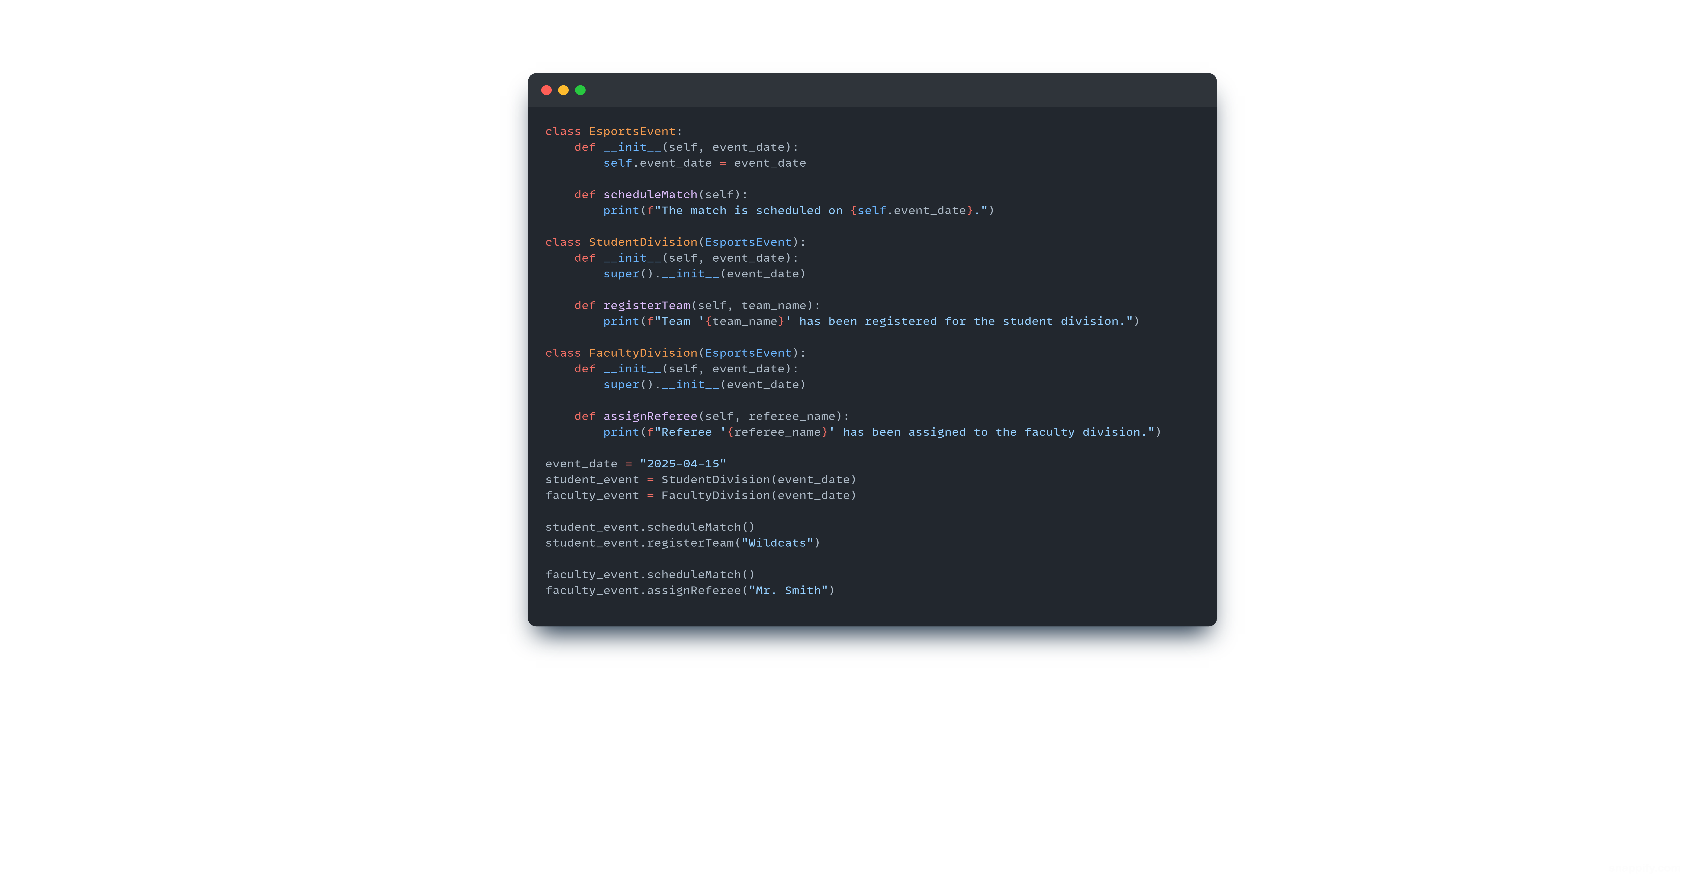 class EsportsEvent:
    def __init__(self, event_date):
        self.event_date = event_date

    def scheduleMatch(self):
        print(f"The match is scheduled on {self.event_date}.")

class StudentDivision(EsportsEvent):
    def __init__(self, event_date):
        super().__init__(event_date)

    def registerTeam(self, team_name):
        print(f"Team '{team_name}' has been registered for the student division.")

class FacultyDivision(EsportsEvent):
    def __init__(self, event_date):
        super().__init__(event_date)

    def assignReferee(self, referee_name):
        print(f"Referee '{referee_name}' has been assigned to the faculty division.")

event_date = "2025-04-15"
student_event = StudentDivision(event_date)
faculty_event = FacultyDivision(event_date)

student_event.scheduleMatch()
student_event.registerTeam("Wildcats")

faculty_event.scheduleMatch()
faculty_event.assignReferee("Mr. Smith")